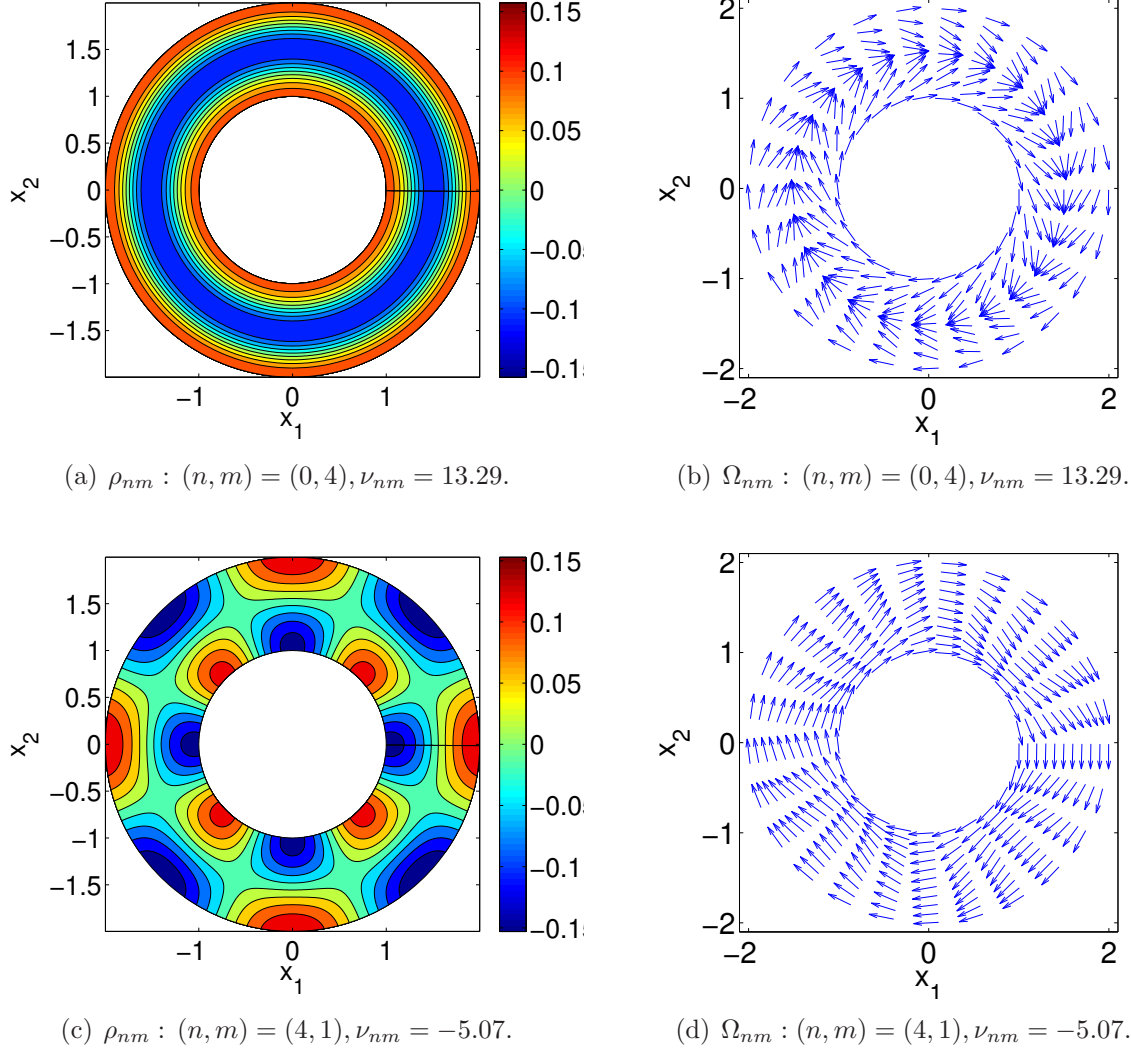 0.15
0.1
0.05
0
−0.05
−0.1
−0.15
1.5
1
0.5
0
−0.5
−1
−1.5
x2
−1 0 1
x1
2
1
0
−1
−2
x2
−2 0 2
x1
(a) ρnm : (n, m) = (0, 4), νnm = 13.29.
(b) Ωnm : (n, m) = (0, 4), νnm = 13.29.
0.15
0.1
0.05
0
−0.05
−0.1
−0.15
1.5
1
0.5
0
−0.5
−1
−1.5
x2
−1 0 1
x1
2
1
0
−1
−2
x2
−2 0 2
x1
(c) ρnm : (n, m) = (4, 1), νnm = −5.07.
(d) Ωnm : (n, m) = (4, 1), νnm = −5.07.